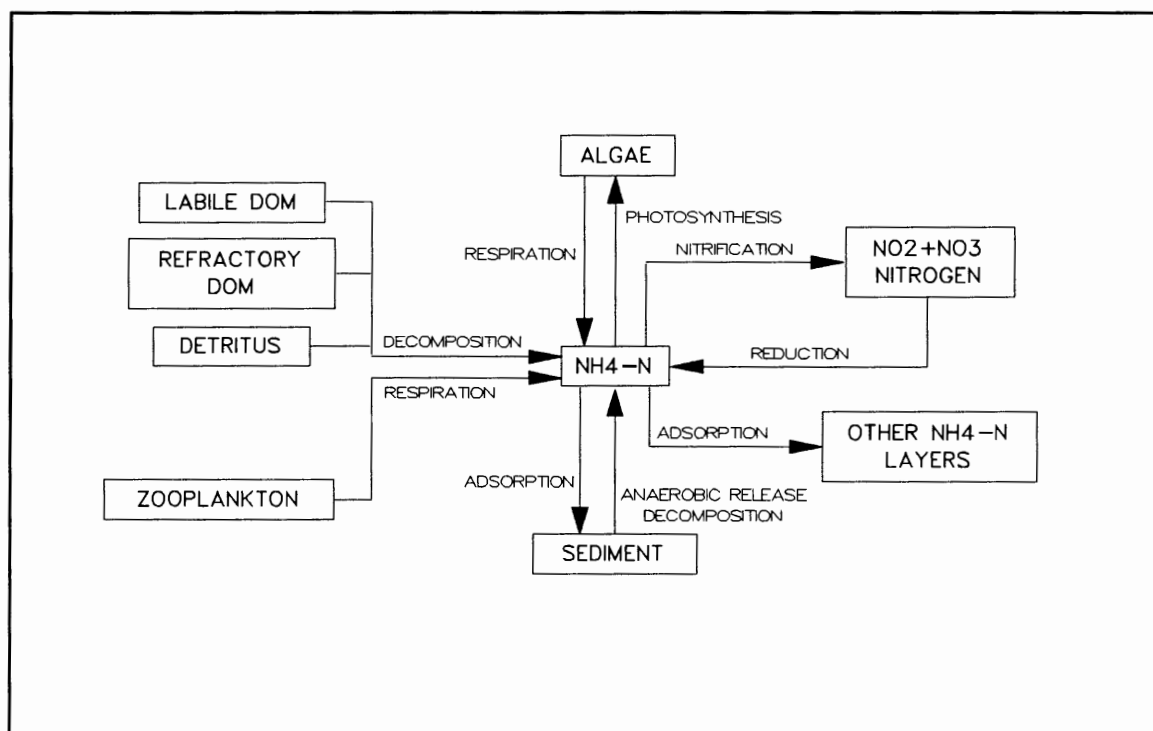 ALGAE
LABILE DOM
PHOTOSYNTHESIS
REFRACTORY
DOM
RESPIRATION
NITRIFICATION
NO2+NO3
NITROGEN
DETRITUS
DECOMPOSITION
NH4-N
REDUCTION
RESPIRATION
ADSORPTION
OTHER NH4-N
LAYERS
ZOOPLANKTON
ADSORPTION
ANAEROBIC RELEASE
DECOMPOSITION
SEDIMENT